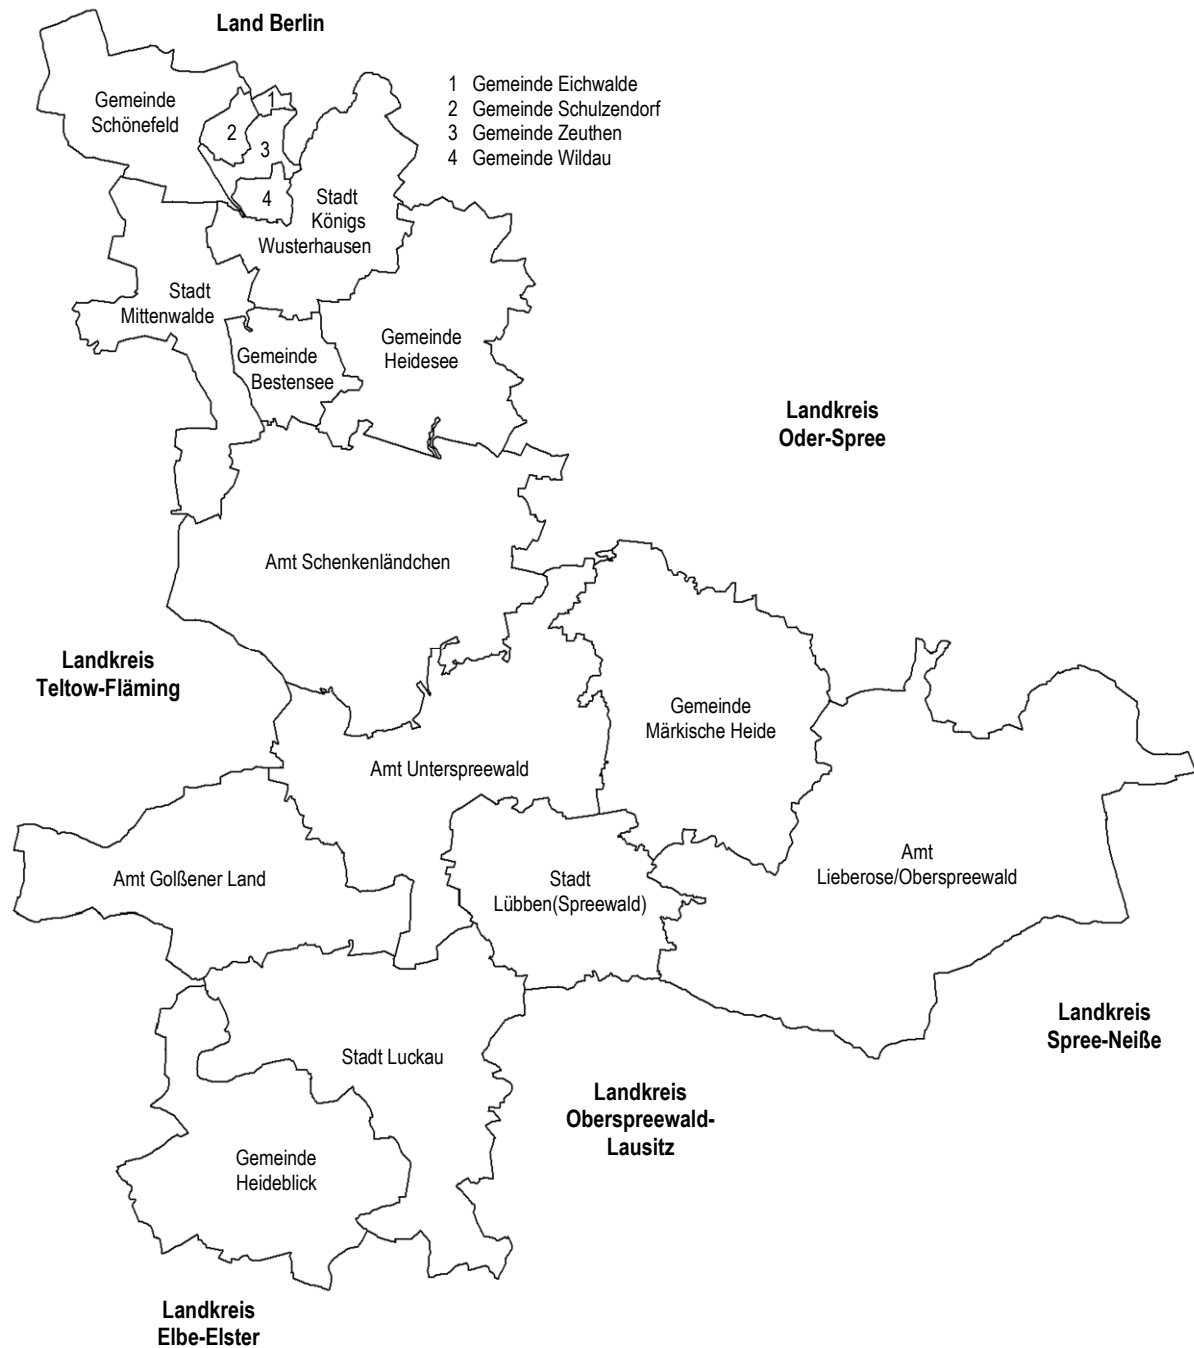 Land Berlin
1 Gemeinde Eichwalde
2 Gemeinde Schulzendorf
3 Gemeinde Zeuthen
4 Gemeinde Wildau
Gemeinde
Schönefeld
1
2
3
4
Stadt
Königs
Wusterhausen
Stadt
Mittenwalde
Gemeinde
Bestensee
Gemeinde
Heidesee
Landkreis
Oder-Spree
Amt Schenkenländchen
Landkreis
Teltow-Fläming
Gemeinde
Märkische Heide
Amt Unterspreewald
Amt Golßener Land
Stadt
Lübben(Spreewald)
Amt
Lieberose/Oberspreewald
Landkreis
Spree-Neiße
Stadt Luckau
Landkreis
Oberspreewald-
Lausitz
Gemeinde
Heideblick
Landkreis
Elbe-Elster